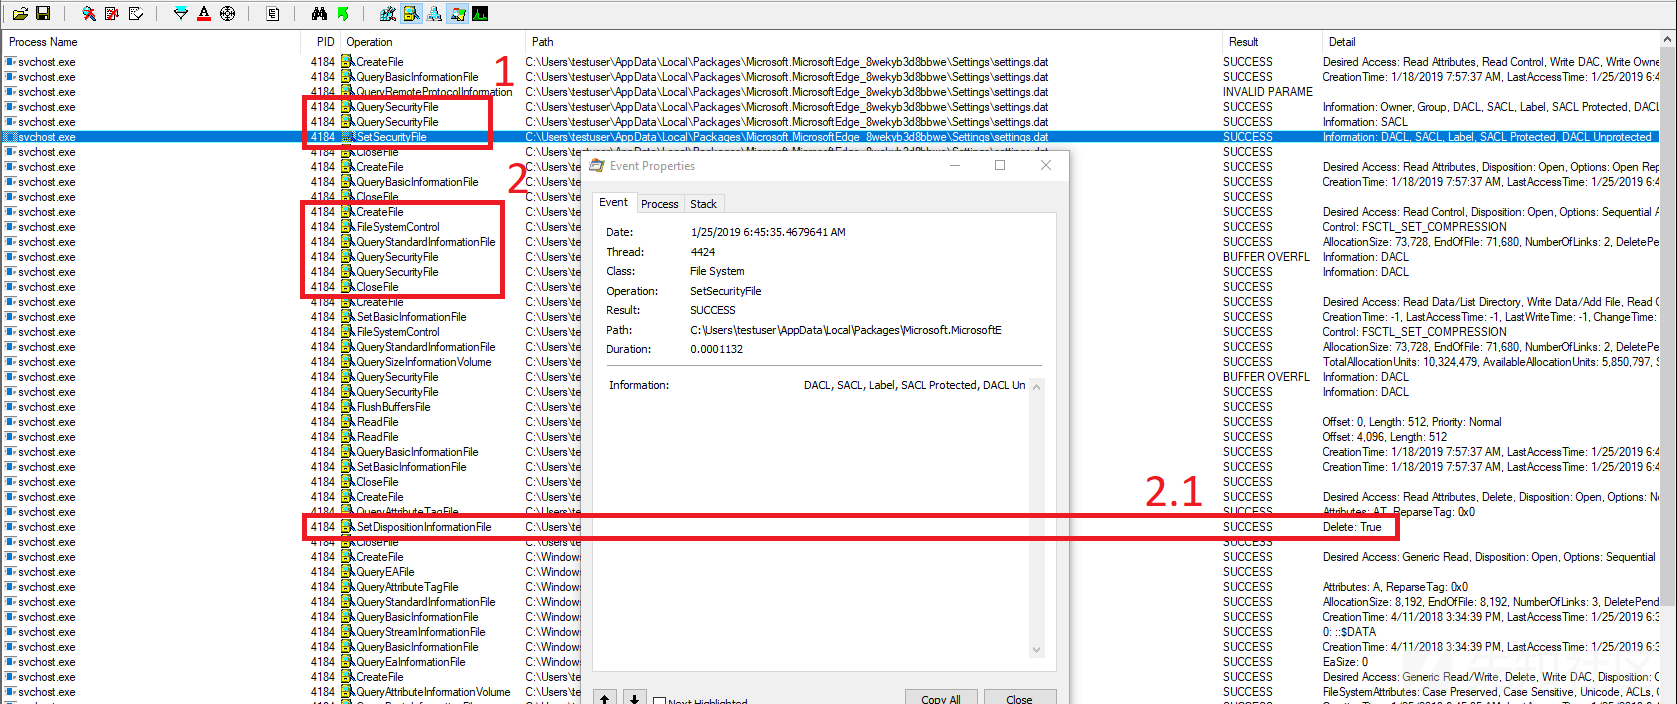 Process Name PID Operation Path Result Detail
svchost.exe 4184 CreateFile C:\Users\testuser\AppData\Local\Packages\Microsoft.MicrosoftEdge_8wekyb3d8bbwe\Settings\settings.dat SUCCESS Desired Access: Read Attributes, Read Control, Write DAC, Write Owne
svchost.exe 4184 QueryBasicInformationFile C:\Users\testuser\AppData\Local\Packages\Microsoft.MicrosoftEdge_8wekyb3d8bbwe\Settings\settings.dat SUCCESS CreationTime: 1/18/2019 7:57:37 AM, LastAccessTime: 1/25/2019 6:4
1
svchost.exe 4184 QueryRemoteProtocolInformation C:\Users\testuser\AppData\Local\Packages\Microsoft.MicrosoftEdge_8wekyb3d8bbwe\Settings\settings.dat INVALID PARAME
svchost.exe 4184 QuerySecurityFile C:\Users\testuser\AppData\Local\Packages\Microsoft.MicrosoftEdge_8wekyb3d8bbwe\Settings\settings.dat SUCCESS Information: Owner, Group, DACL, SACL, Label, SACL Protected, DACL
svchost.exe 4184 QuerySecurityFile C:\Users\testuser\AppData\Local\Packages\Microsoft.MicrosoftEdge_8wekyb3d8bbwe\Settings\settings.dat SUCCESS Information: SACL
svchost.exe 4184 SetSecurityFile C:\Users\testuser\AppData\Local\Packages\Microsoft.MicrosoftEdge_8wekyb3d8bbwe\Settings\settings.dat SUCCESS Information: DACL, SACL, Label, SACL Protected, DACL Unprotected
svchost.exe 4184 CloseFile C:\Users\testuser\AppData\Local\Packages\Microsoft.MicrosoftEdge_8wekyb3d8bbwe\Settings\settings.dat SUCCESS
svchost.exe 4184 CreateFile C:\Users\te SUCCESS Desired Access: Read Attributes, Disposition: Open, Options: Open Rep
2
svchost.exe 4184 QueryBasicInformationFile C:\Users\te SUCCESS CreationTime: 1/18/2019 7:57:37 AM, LastAccessTime: 1/25/2019 6:4
svchost.exe 4184 CloseFile C:\Users\te SUCCESS
svchost.exe 4184 CreateFile C:\Users\te SUCCESS Desired Access: Read Control, Disposition: Open, Options: Sequential A
svchost.exe 4184 FileSystemControl C:\Users\te SUCCESS Control: FSCTL_SET_COMPRESSION
svchost.exe 4184 QueryStandardInformationFile C:\Users\te SUCCESS AllocationSize: 73,728, EndOfFile: 71,680, NumberOfLinks: 2, DeletePe
svchost.exe 4184 QuerySecurityFile C:\Users\te BUFFER OVERFL Information: DACL
svchost.exe 4184 QuerySecurityFile C:\Users\te SUCCESS Information: DACL
svchost.exe 4184 CloseFile C:\Users\te SUCCESS
svchost.exe 4184 CreateFile C:\Users\te SUCCESS Desired Access: Read Data/List Directory, Write Data/Add File, Read C
svchost.exe 4184 SetBasicInformationFile C:\Users\te SUCCESS CreationTime: -1, LastAccessTime: -1, LastWriteTime: -1, ChangeTime:
svchost.exe 4184 FileSystemControl C:\Users\te SUCCESS Control: FSCTL_SET_COMPRESSION
svchost.exe 4184 QueryStandardInformationFile C:\Users\te SUCCESS AllocationSize: 73,728, EndOfFile: 71,680, NumberOfLinks: 2, DeletePe
svchost.exe 4184 QuerySizeInformationVolume C:\Users\te SUCCESS TotalAllocationUnits: 10,324,479, AvailableAllocationUnits: 5,850,797, S
svchost.exe 4184 QuerySecurityFile C:\Users\te BUFFER OVERFL Information: DACL
svchost.exe 4184 QuerySecurityFile C:\Users\te SUCCESS Information: DACL
svchost.exe 4184 FlushBuffersFile C:\Users\te SUCCESS
svchost.exe 4184 ReadFile C:\Users\te SUCCESS Offset: 0, Length: 512, Priority: Normal
svchost.exe 4184 ReadFile C:\Users\te SUCCESS Offset: 4,096, Length: 512
svchost.exe 4184 QueryBasicInformationFile C:\Users\te SUCCESS CreationTime: 1/18/2019 7:57:37 AM, LastAccessTime: 1/25/2019 6:4
svchost.exe 4184 SetBasicInformationFile C:\Users\te SUCCESS CreationTime: 1/18/2019 7:57:37 AM, LastAccessTime: 1/25/2019 6:4
svchost.exe 4184 CloseFile C:\Users\te SUCCESS
2.1
svchost.exe 4184 CreateFile C:\Users\te SUCCESS Desired Access: Read Attributes, Delete, Disposition: Open, Options: No
svchost.exe 4184 QueryAttributeTagFile C:\Users\te SUCCESS Attributes: AT, ReparseTag: 0x0
svchost.exe 4184 SetDispositionInformationFile C:\Users\te SUCCESS Delete: True
svchost.exe 4184 CloseFile C:\Users\te SUCCESS
svchost.exe 4184 CreateFile C:\Window SUCCESS Desired Access: Generic Read, Disposition: Open, Options: Sequential
svchost.exe 4184 QueryEAFile C:\Window SUCCESS
svchost.exe 4184 QueryAttributeTagFile C:\Window SUCCESS Attributes: A, ReparseTag: 0x0
svchost.exe 4184 QueryStandardInformationFile C:\Window SUCCESS AllocationSize: 8,192, EndOfFile: 8,192, NumberOfLinks: 3, DeletePend
svchost.exe 4184 QueryBasicInformationFile C:\Window SUCCESS CreationTime: 4/11/2018 3:34:39 PM, LastAccessTime: 1/25/2019 6:3
svchost.exe 4184 QueryStreamInformationFile C:\Window SUCCESS 0: ::$DATA
svchost.exe 4184 QueryBasicInformationFile C:\Window SUCCESS CreationTime: 4/11/2018 3:34:39 PM, LastAccessTime: 1/25/2019 6:3
svchost.exe 4184 QueryEaInformationFile C:\Window SUCCESS EaSize: 0
svchost.exe 4184 CreateFile C:\Window SUCCESS Desired Access: Generic Read/Write, Delete, Write DAC, Disposition: C
svchost.exe 4184 QueryAttributeInformationVolume C:\Window SUCCESS FileSystemAttributes: Case Preserved, Case Sensitive, Unicode, ACLs, C
Event Properties
Event Process Stack
Date: 1/25/2019 6:45:35.4679641 AM
Thread: 4424
Class: File System
Operation: SetSecurityFile
Result: SUCCESS
Path: C:\Users\testuser\AppData\Local\Packages\Microsoft.MicrosoftE
Duration: 0.0001132
Information: DACL, SACL, Label, SACL Protected, DACL Un
Next Highlighted Copy All Close